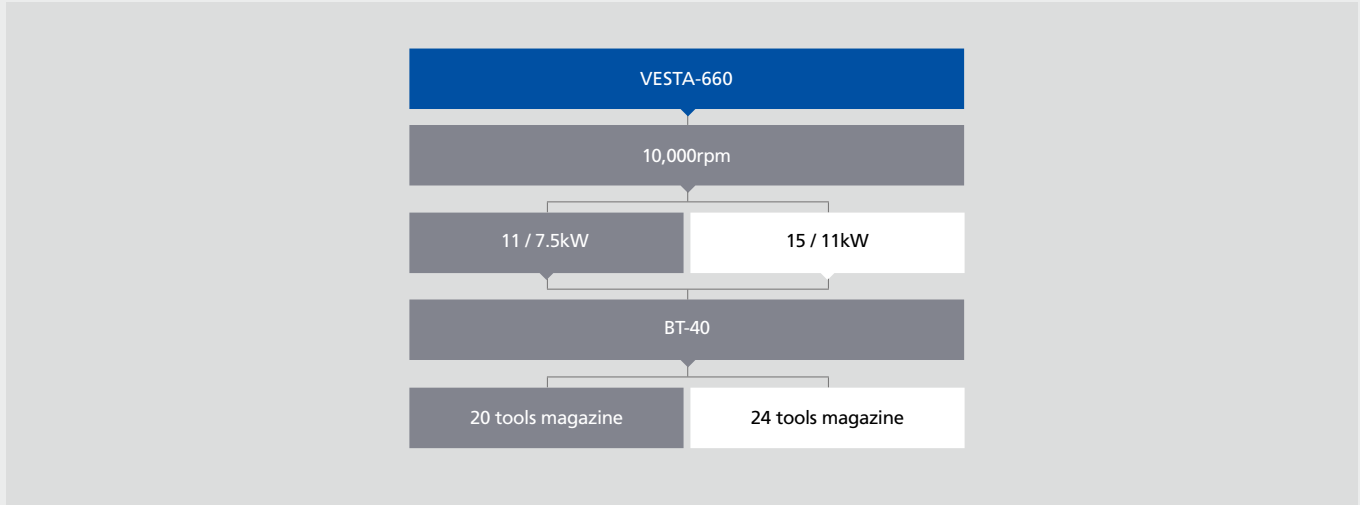 VESTA-660
10,000rpm
11 / 7.5kW
15 / 11kW
BT-40
20 tools magazine
24 tools magazine